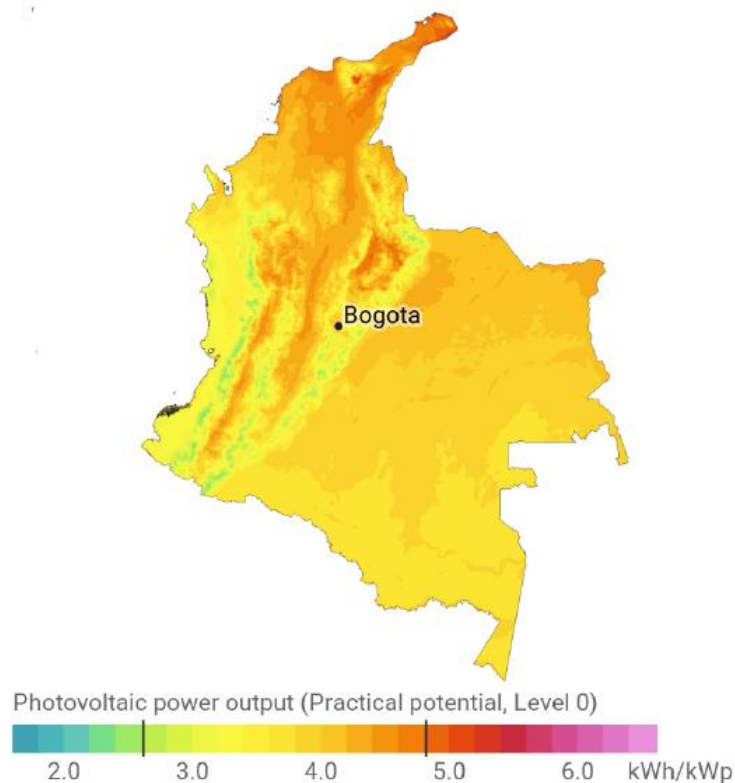 Bogota
Photovoltaic power output (Practical potential, Level 0)
2.0 3.0 4.0 5.0 6.0 kWh/kWp